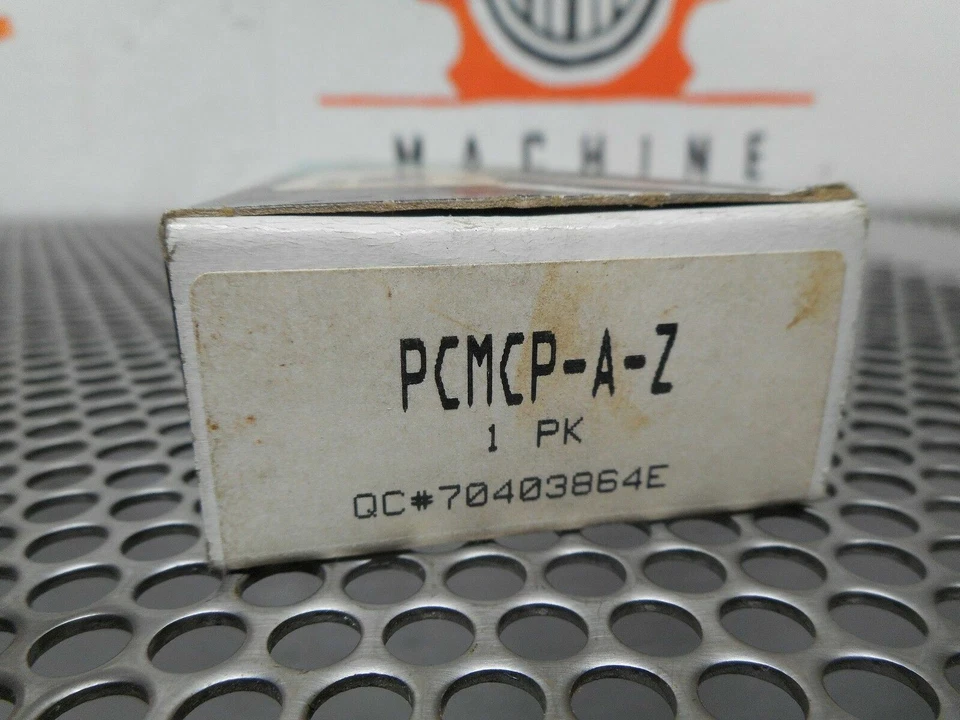 MACHINE
PCMCP-A-Z
1 PK
QC#70403864E